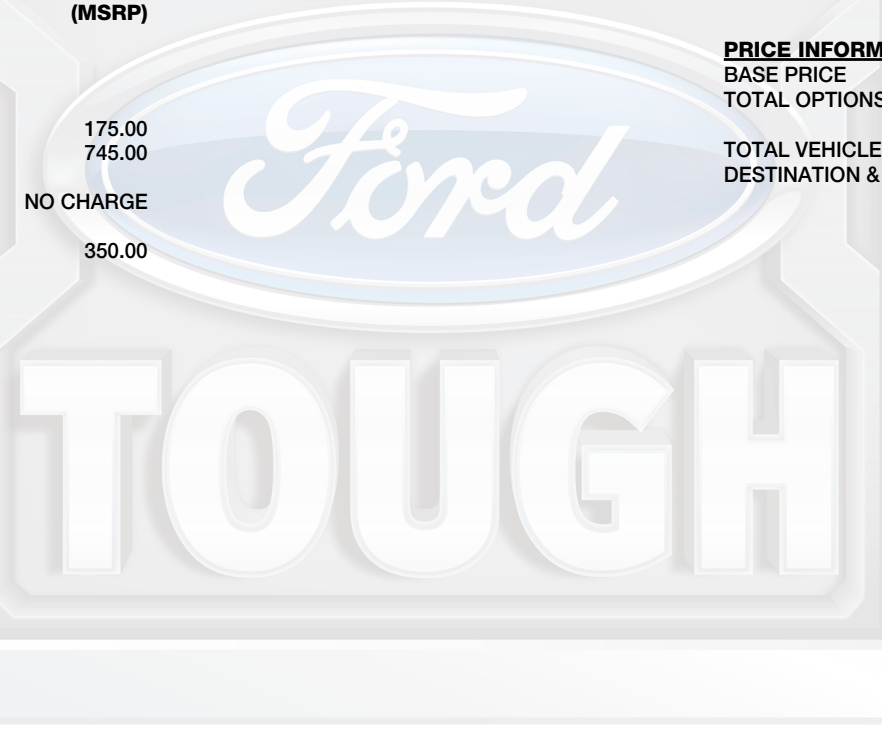 (MSRP)
175.00
745.00
NO CHARGE
350.00
PRICE INFORM
BASE PRICE
TOTAL OPTIONS
TOTAL VEHICLE
DESTINATION &
Ford
TOUGH